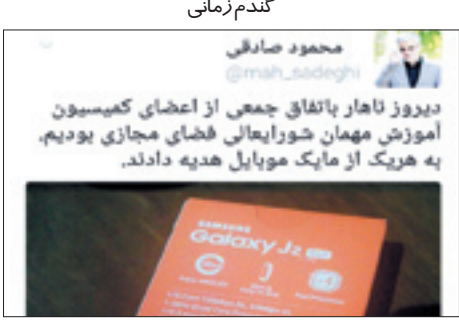 گندم‌زمانی
محمود صادقی
@mah_sadeghi
دیروز ناهار باتفاق جمعی از اعضای کمیسیون
آموزش مهمان شورایعالی فضای مجازی بودیم.
به هریک از مایک موبایل هدیه دادند.
SAMSUNG
Galaxy J2